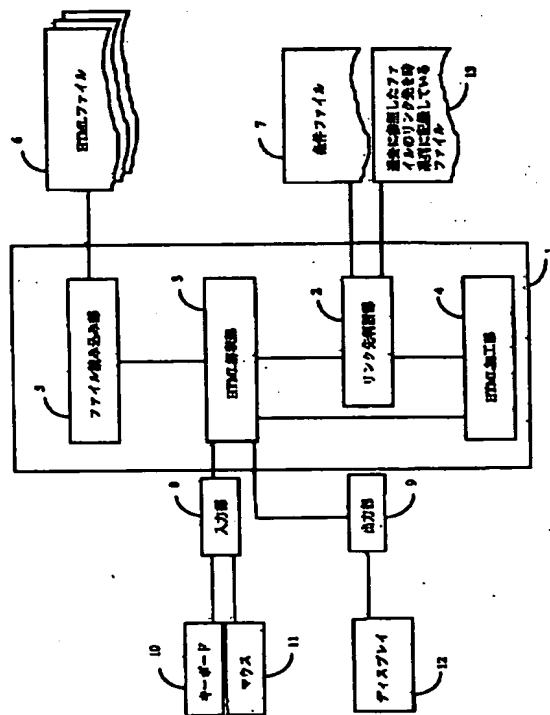 6
HTMLファイル
7
条件ファイル
過去に参照したファ
イルのリンク先を時
系列に記憶している
ファイル
13
5
ファイル読み込み部
3
HTML解釈部
2
リンク先判断部
4
HTML加工部
1
8
入力部
9
出力部
10
キーボード
マウス
11
ディスプレイ
12